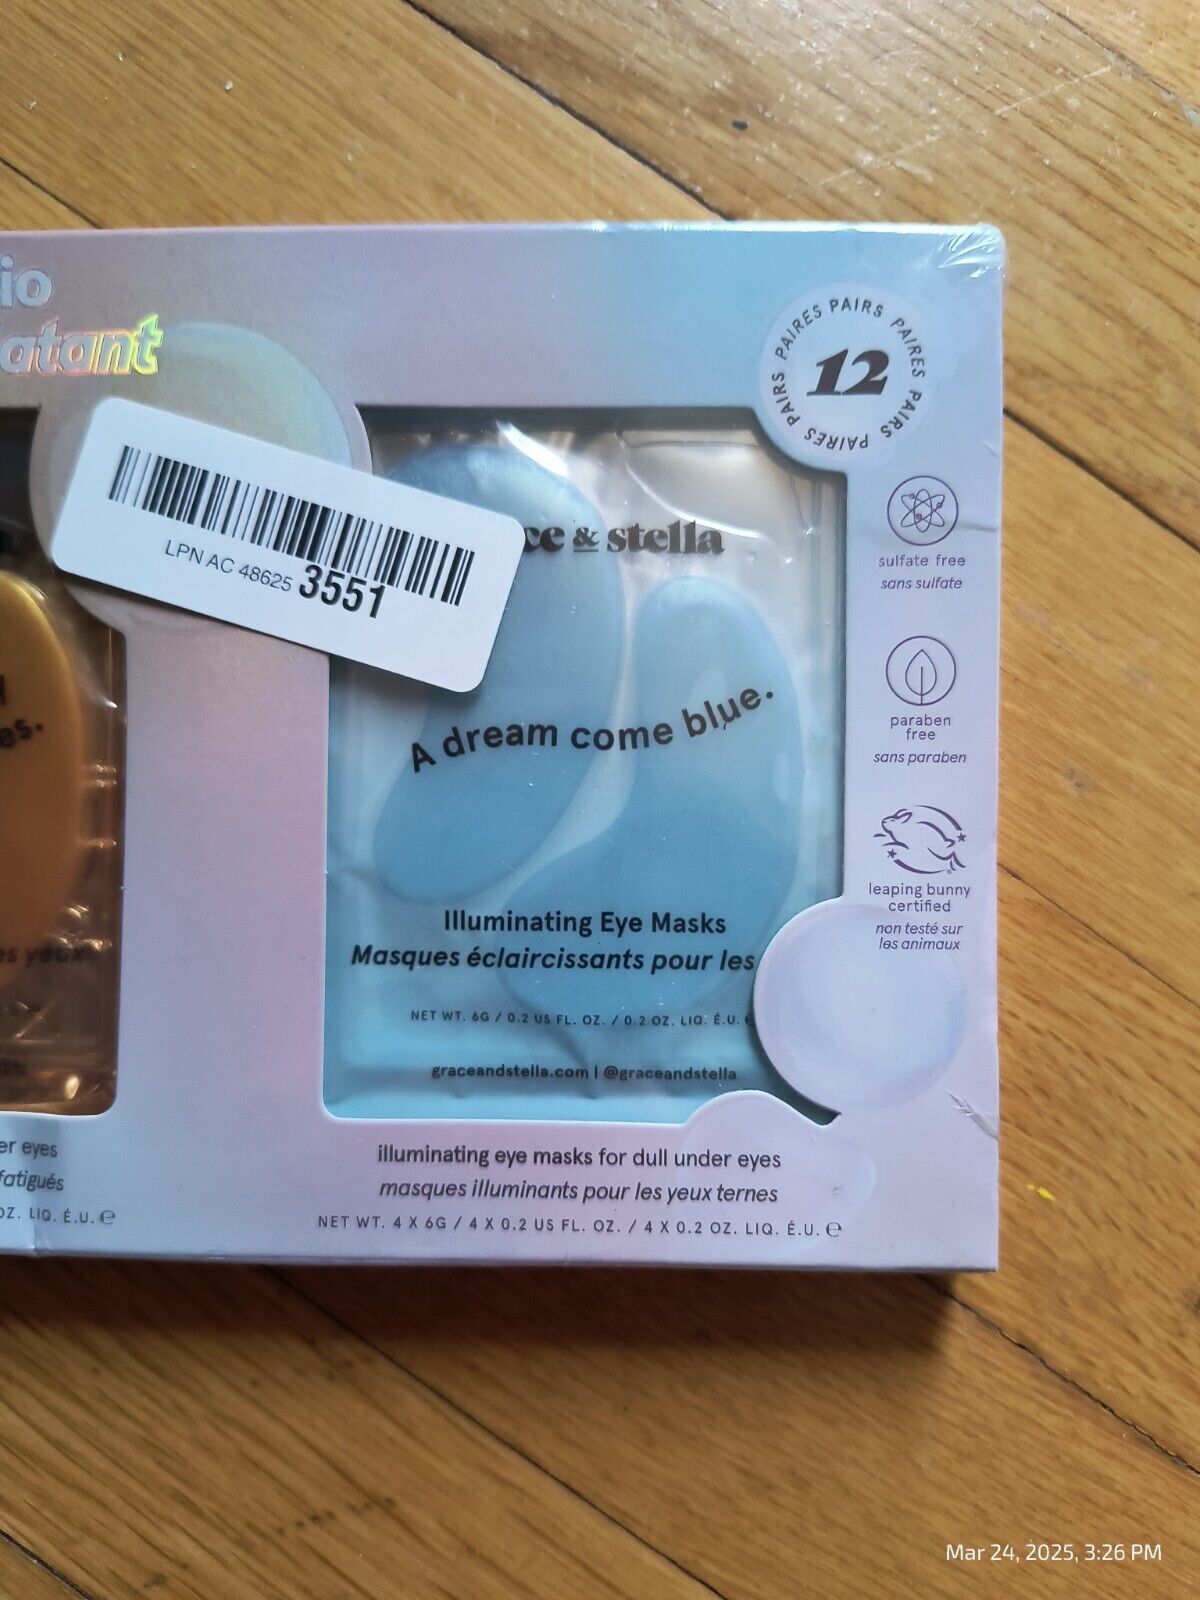 io
atant
PAIRS PAIRES PAIRS PAIRES PAIRS PAIRES
12
LPN AC 48625 3551
ce & stella
A dream come blue.
es.
Illuminating Eye Masks
Masques éclaircissants pour les
NET WT. 6G / 0.2 US FL. OZ. / 0.2 OZ. LIQ. É.U. ℮
graceandstella.com | @graceandstella
sulfate free
sans sulfate
paraben
free
sans paraben
leaping bunny
certified
non testé sur
les animaux
es yeux
er eyes
fatigués
OZ. LIQ. É.U. ℮
illuminating eye masks for dull under eyes
masques illuminants pour les yeux ternes
NET WT. 4 X 6G / 4 X 0.2 US FL. OZ. / 4 X 0.2 OZ. LIQ. É.U. ℮
Mar 24, 2025, 3:26 PM